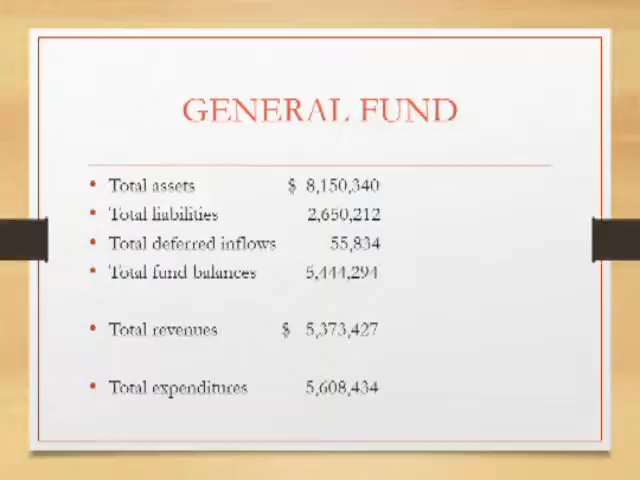 GENERAL FUND
• Total assets $ 8,150,340
• Total liabilities 2,650,212
• Total deferred inflows 55,834
• Total fund balances 5,444,294
• Total revenues $ 5,373,427
• Total expenditures 5,608,434